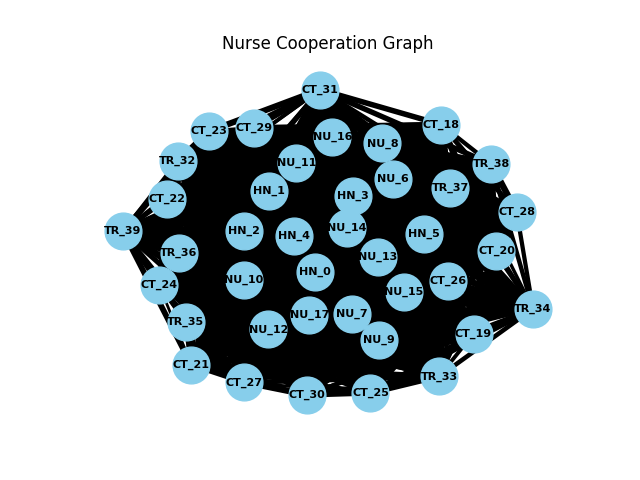 Nurse Cooperation Graph
CT_31
CT_18
CT_29
CT_23
NU_16
NU_8
TR_32
NU_11
TR_38
NU_6
TR_37
HN_1
HN_3
CT_22
CT_28
NU_14
TR_39
HN_2
HN_4
HN_5
CT_20
TR_36
NU_13
HN_0
NU_10
CT_26
CT_24
NU_15
TR_34
NU_17
NU_7
TR_35
NU_12
CT_19
NU_9
CT_21
TR_33
CT_27
CT_25
CT_30